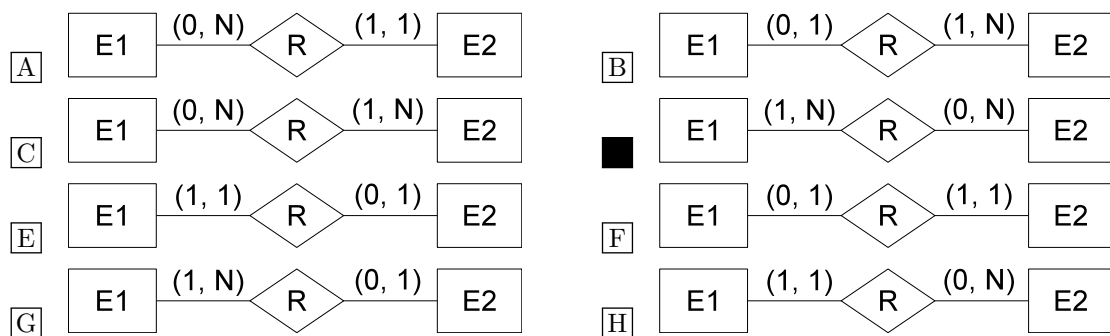 (0, N) (1, 1) (0, 1) (1, N)
A E1 R E2 B E1 R E2
(0, N) (1, N) (1, N) (0, N)
C E1 R E2 E1 R E2
(1, 1) (0, 1) (0, 1) (1, 1)
E E1 R E2 F E1 R E2
(1, N) (0, 1) (1, 1) (0, N)
G E1 R E2 H E1 R E2